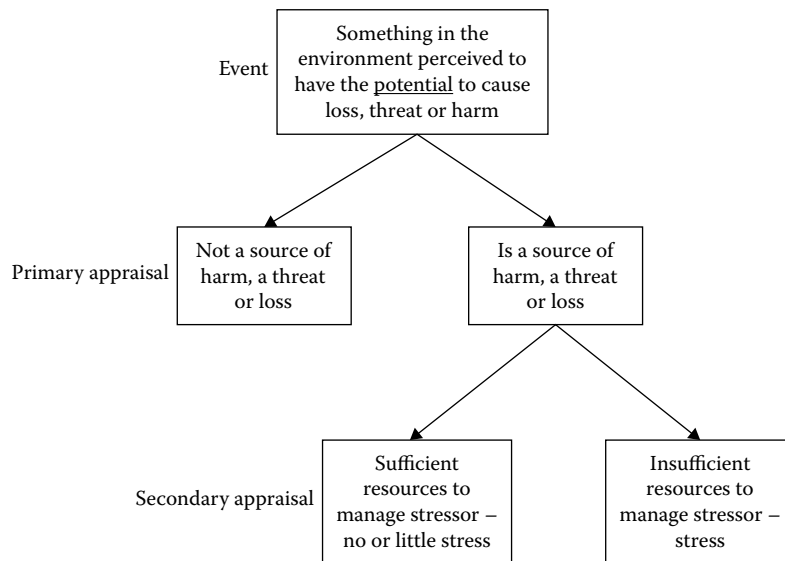 Event
Something in the
environment perceived to
have the potential to cause
loss, threat or harm
Primary appraisal
Not a source of
harm, a threat
or loss
Is a source of
harm, a threat
or loss
Secondary appraisal
Sufficient
resources to
manage stressor –
no or little stress
Insufficient
resources to
manage stressor –
stress